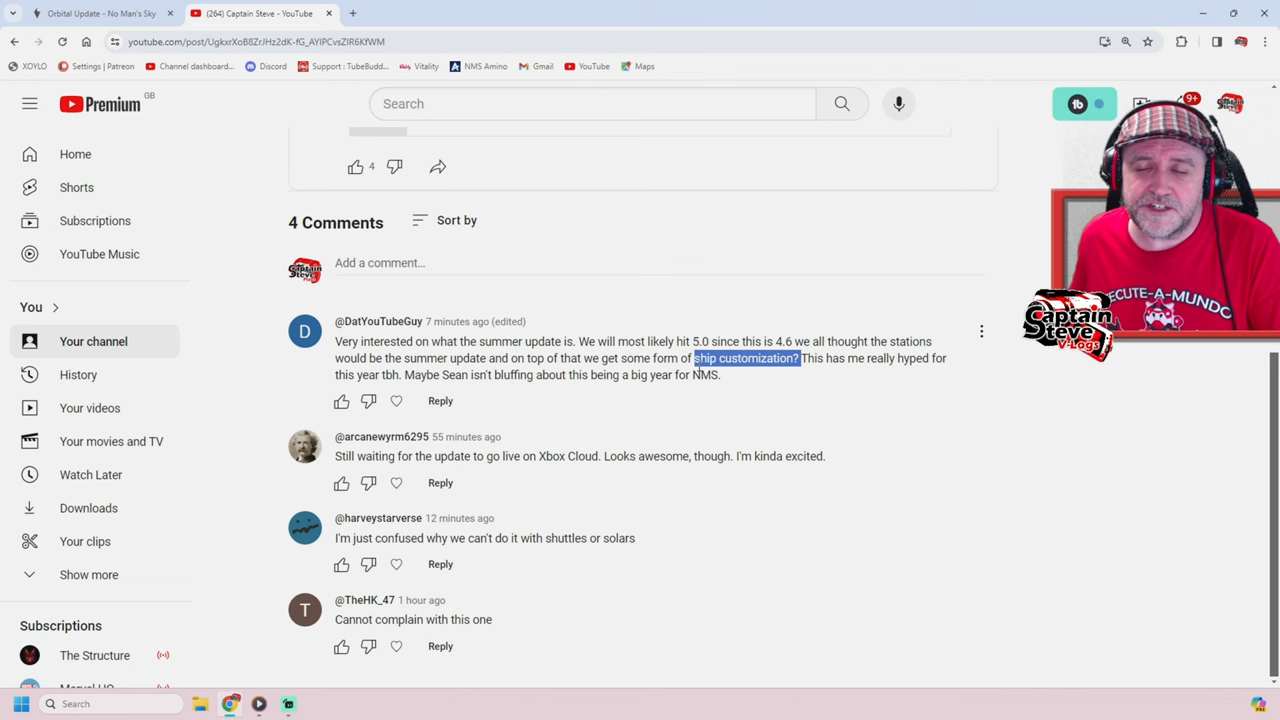 Orbital Update - No Man's Sky
(264) Captain Steve - YouTube
youtube.com/post/UgkxrXoB8ZrJHz2dK-fG_AYlPCvsZIR6KfWM
XOYLO
Settings | Patreon
Channel dashboard...
Discord
Support : TubeBudd...
Vitality
NMS Amino
Gmail
YouTube
Maps
Premium GB
Search
tb
9+
Home
Shorts
Subscriptions
YouTube Music
You
Your channel
History
Your videos
Your movies and TV
Watch Later
Downloads
Your clips
Show more
Subscriptions
The Structure
4
4 Comments
Sort by
Add a comment...
D
@DatYouTubeGuy 7 minutes ago (edited)
Very interested on what the summer update is. We will most likely hit 5.0 since this is 4.6 we all thought the stations
would be the summer update and on top of that we get some form of ship customization? This has me really hyped for
this year tbh. Maybe Sean isn't bluffing about this being a big year for NMS.
Reply
@arcanewyrm6295 55 minutes ago
Still waiting for the update to go live on Xbox Cloud. Looks awesome, though. I'm kinda excited.
Reply
@harveystarverse 12 minutes ago
I'm just confused why we can't do it with shuttles or solars
Reply
T
@TheHK_47 1 hour ago
Cannot complain with this one
Reply
Captain
Steve
V-Logs
ECUTE-A-MUNDO
Search